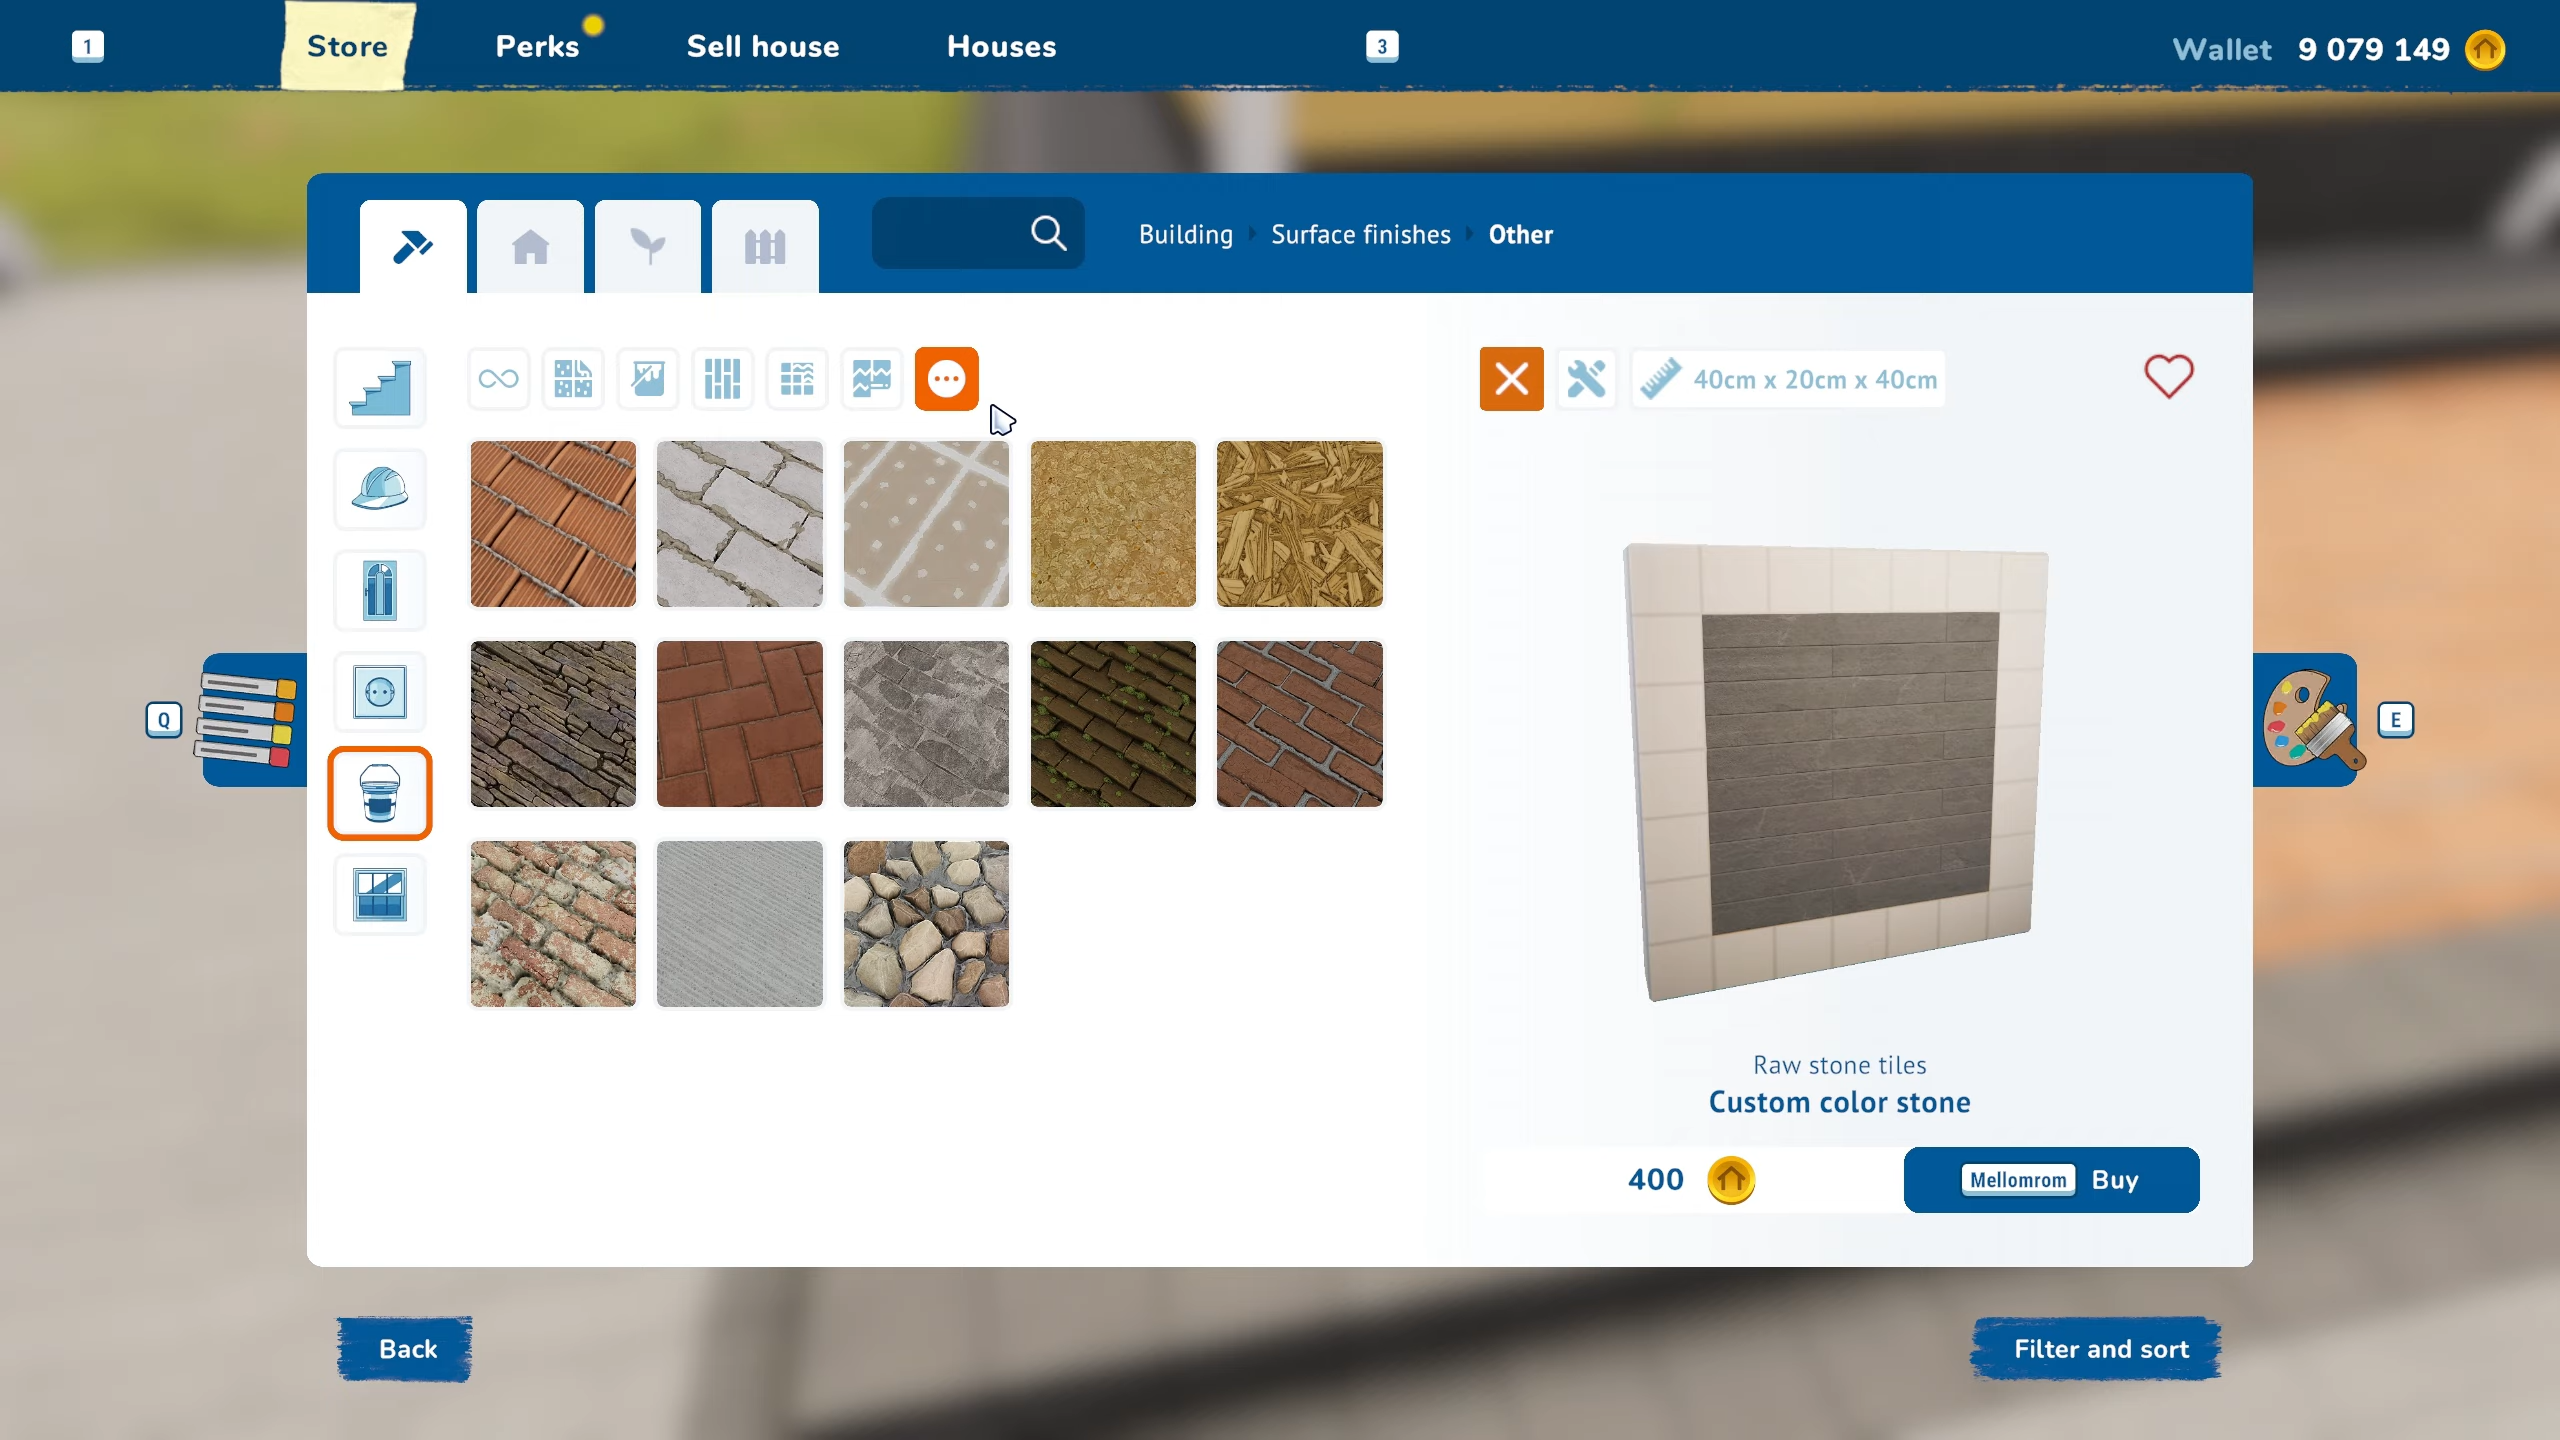 1
Store
Perks
Sell house
Houses
3
Wallet 9 079 149
Building Surface finishes Other
40cm x 20cm x 40cm
Q
E
Raw stone tiles
Custom color stone
400
Mellomrom Buy
Back
Filter and sort